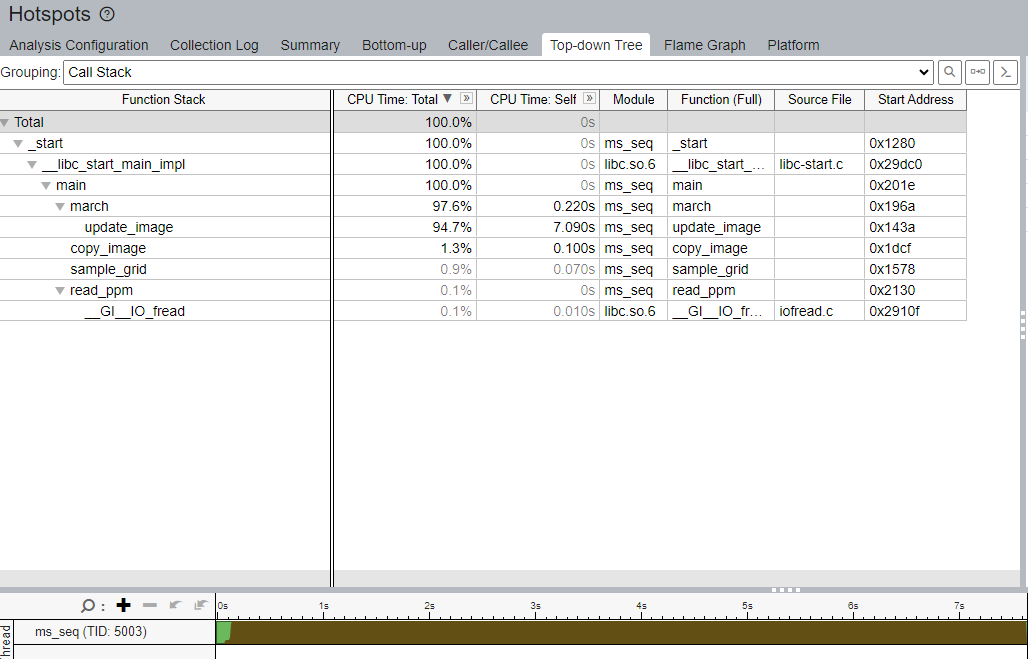 Hotspots ?
Analysis Configuration Collection Log Summary Bottom-up Caller/Callee Top-down Tree Flame Graph Platform
Grouping: Call Stack
Function Stack CPU Time: Total ▼ » CPU Time: Self » Module Function (Full) Source File Start Address
Total 100.0% 0s
_start 100.0% 0s ms_seq _start 0x1280
__libc_start_main_impl 100.0% 0s libc.so.6 __libc_start_... libc-start.c 0x29dc0
main 100.0% 0s ms_seq main 0x201e
march 97.6% 0.220s ms_seq march 0x196a
update_image 94.7% 7.090s ms_seq update_image 0x143a
copy_image 1.3% 0.100s ms_seq copy_image 0x1dcf
sample_grid 0.9% 0.070s ms_seq sample_grid 0x1578
read_ppm 0.1% 0s ms_seq read_ppm 0x2130
__GI__IO_fread 0.1% 0.010s libc.so.6 __GI__IO_fr... iofread.c 0x2910f
0s 1s 2s 3s 4s 5s 6s 7s
ms_seq (TID: 5003)